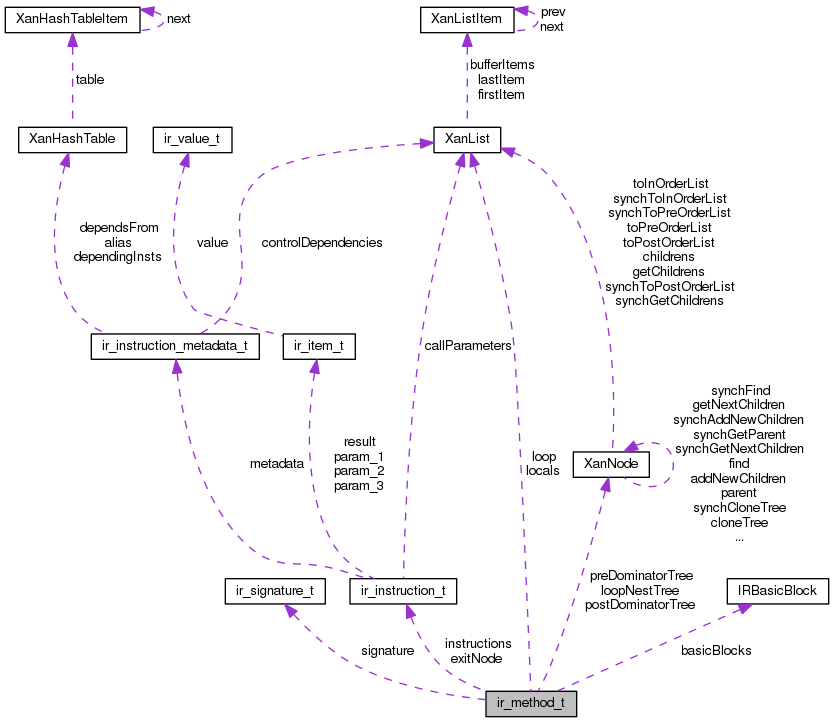 XanHashTableItem
next
XanListItem
prev
next
table
bufferItems
lastItem
firstItem
XanHashTable
ir_value_t
XanList
toInOrderList
synchToInOrderList
synchToPreOrderList
toPreOrderList
toPostOrderList
childrens
getChildrens
synchToPostOrderList
synchGetChildrens
dependsFrom
alias
dependingInsts
value
controlDependencies
ir_instruction_metadata_t
ir_item_t
callParameters
synchFind
getNextChildren
synchAddNewChildren
synchGetParent
synchGetNextChildren
find
addNewChildren
parent
synchCloneTree
cloneTree
...
metadata
result
param_1
param_2
param_3
loop
locals
XanNode
ir_signature_t
ir_instruction_t
preDominatorTree
loopNestTree
postDominatorTree
IRBasicBlock
signature
instructions
exitNode
basicBlocks
ir_method_t